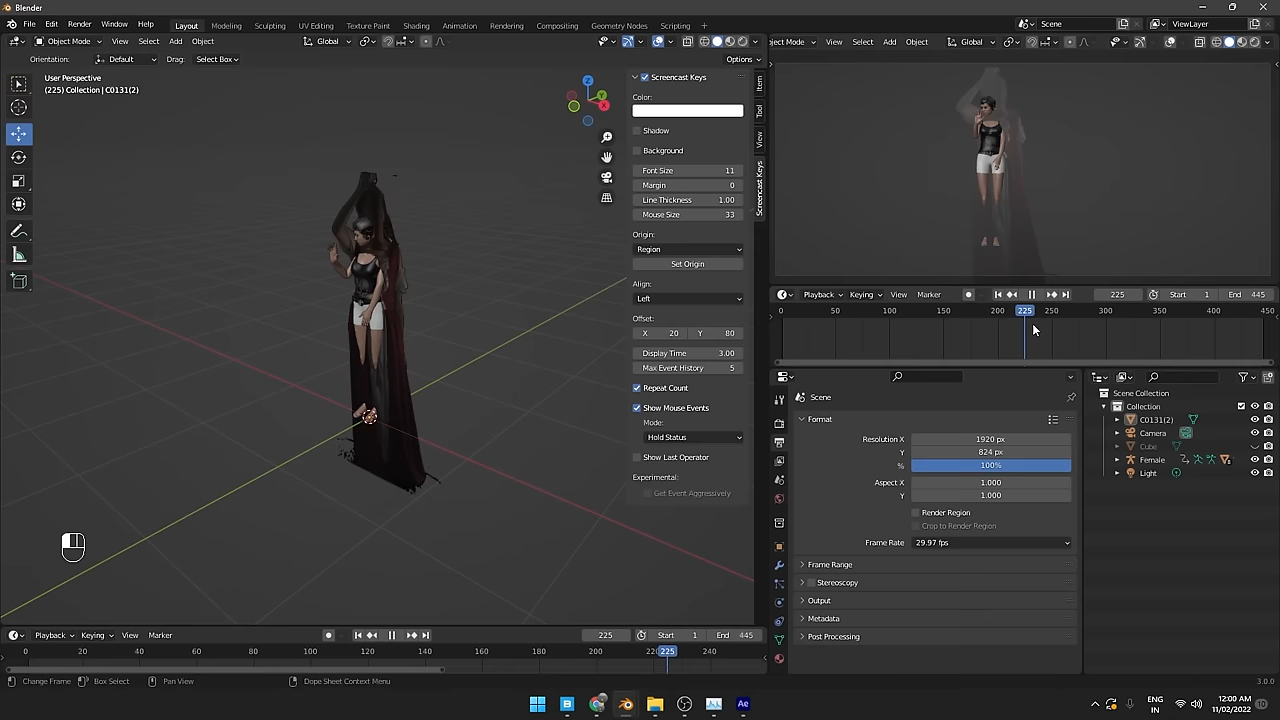 Blender
File Edit Render Window Help Layout Modeling Sculpting UV Editing Texture Paint Shading Animation Rendering Compositing Geometry Nodes Scripting + Scene ViewLayer
Object Mode View Select Add Object Global
ject Mode View Select Add Object Global
Orientation: Default Drag: Select Box Options
User Perspective
(225) Collection | C0131(2)
Z
Y
X
Screencast Keys
Color:
Shadow
Background
Font Size 11
Margin 0
Line Thickness 1.00
Mouse Size 33
Origin:
Region
Set Origin
Align:
Left
Offset:
X 20 Y 80
Display Time 3.00
Max Event History 5
Repeat Count
Show Mouse Events
Mode:
Hold Status
Show Last Operator
Experimental:
Get Event Aggressively
Item
Tool
View
Screencast Keys
Playback Keying View Marker 225 Start 1 End 445
0 50 100 150 200 225 250 300 350 400 450
Scene
Format
Resolution X 1920 px
Y 824 px
% 100%
Aspect X 1.000
Y 1.000
Render Region
Crop to Render Region
Frame Rate 29.97 fps
Frame Range
Stereoscopy
Output
Metadata
Post Processing
Scene Collection
Collection
C0131(2)
Camera
Cube
Female
Light
Playback Keying View Marker 225 Start 1 End 445
0 20 40 60 80 100 120 140 160 180 200 22 225 240
Change Frame Box Select Pan View Dope Sheet Context Menu 3.0.0
B Ae
ENG
IN
12:00 AM
11/02/2022